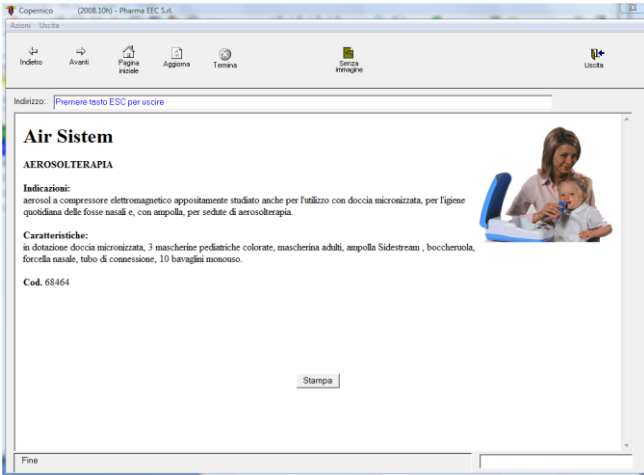 Copernico (2008.10h) - Pharma EEC S.r.l.
Azioni Uscita
Indietro Avanti Pagina iniziale Aggiorna Termina Senza immagine Uscita
Indirizzo: Premere tasto ESC per uscire
Air Sistem
AEROSOLTERAPIA
Indicazioni:
aerosol a compressore elettromagnetico appositamente studiato anche per l'utilizzo con doccia micronizzata, per l'igiene
quotidiana delle fosse nasali e, con ampolla, per sedute di aerosolterapia.
Caratteristiche:
in dotazione doccia micronizzata, 3 mascherine pediatriche colorate, mascherina adulti, ampolla Sidestream , boccheruola,
forcella nasale, tubo di connessione, 10 bavaglini monouso.
Cod. 68464
Stampa
Fine